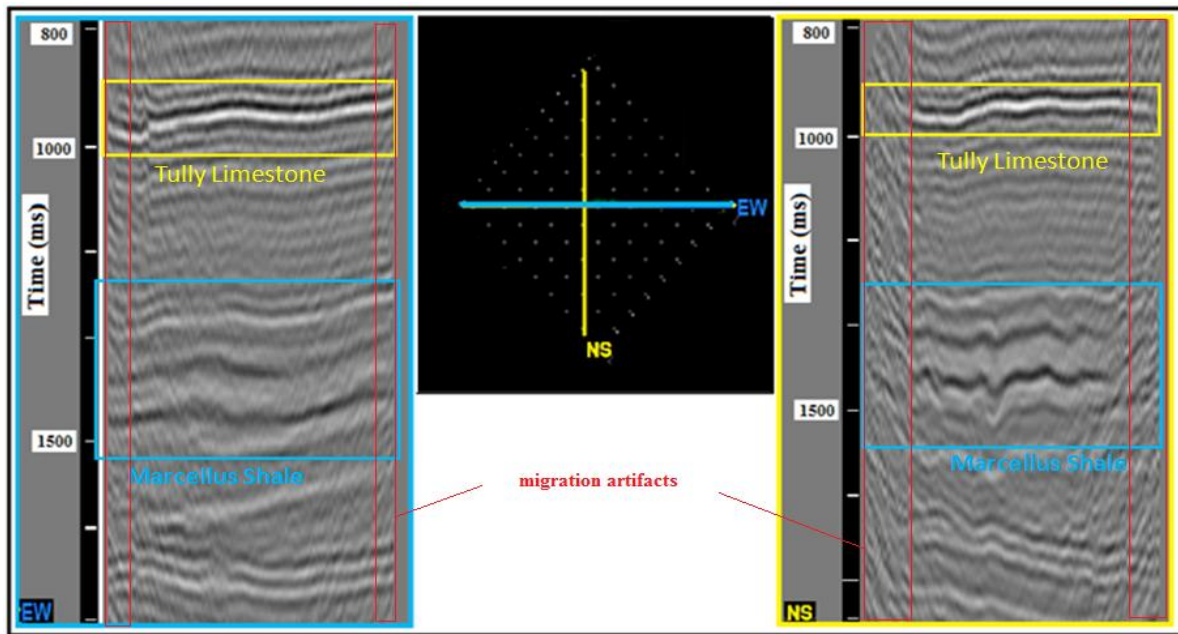 800
1000
1500
Time (ms)
Tully Limestone
Marcellus Shale
EW
EW
NS
migration artifacts
800
1000
1500
Time (ms)
Tully Limestone
Marcellus Shale
NS